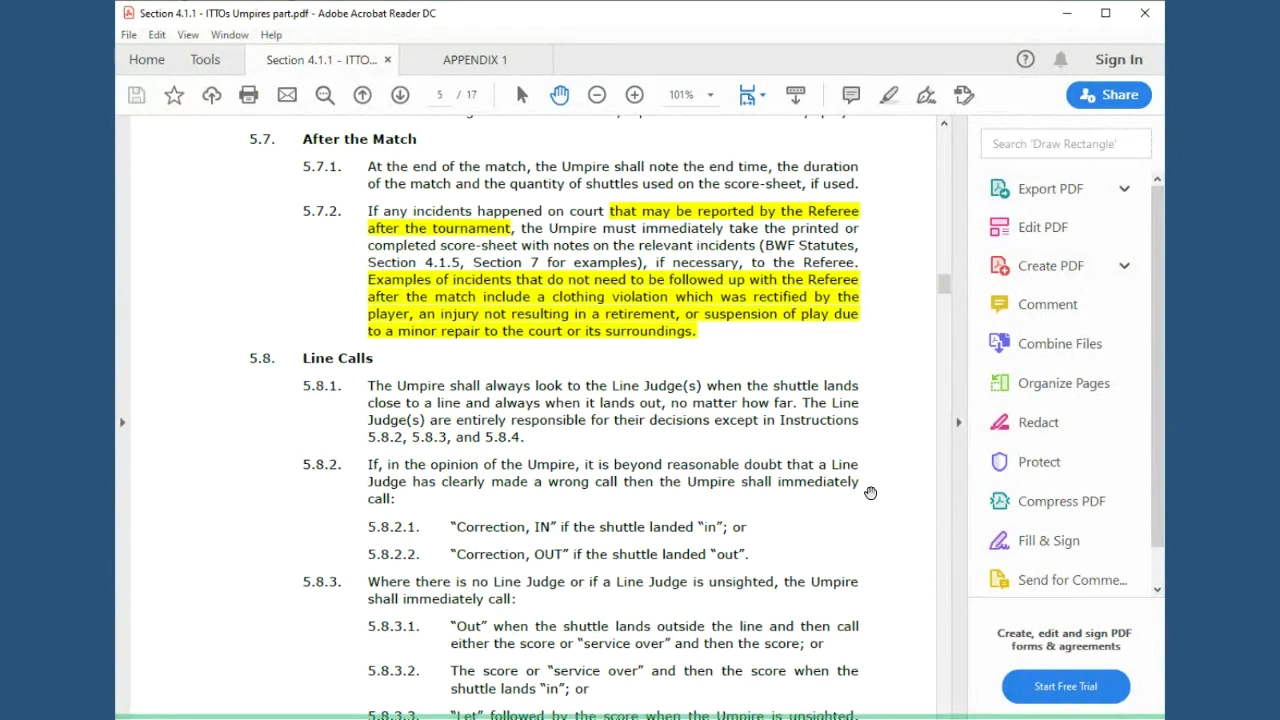 Section 4.1.1 - ITTOs Umpires part.pdf - Adobe Acrobat Reader DC
File Edit View Window Help
Home Tools Section 4.1.1 - ITTO... × APPENDIX 1 Sign In
5 / 17 101% Share
5.7. After the Match
5.7.1. At the end of the match, the Umpire shall note the end time, the duration
of the match and the quantity of shuttles used on the score-sheet, if used.
5.7.2. If any incidents happened on court that may be reported by the Referee
after the tournament, the Umpire must immediately take the printed or
completed score-sheet with notes on the relevant incidents (BWF Statutes,
Section 4.1.5, Section 7 for examples), if necessary, to the Referee.
Examples of incidents that do not need to be followed up with the Referee
after the match include a clothing violation which was rectified by the
player, an injury not resulting in a retirement, or suspension of play due
to a minor repair to the court or its surroundings.
5.8. Line Calls
5.8.1. The Umpire shall always look to the Line Judge(s) when the shuttle lands
close to a line and always when it lands out, no matter how far. The Line
Judge(s) are entirely responsible for their decisions except in Instructions
5.8.2, 5.8.3, and 5.8.4.
5.8.2. If, in the opinion of the Umpire, it is beyond reasonable doubt that a Line
Judge has clearly made a wrong call then the Umpire shall immediately
call:
5.8.2.1. “Correction, IN” if the shuttle landed “in”; or
5.8.2.2. “Correction, OUT” if the shuttle landed “out”.
5.8.3. Where there is no Line Judge or if a Line Judge is unsighted, the Umpire
shall immediately call:
5.8.3.1. “Out” when the shuttle lands outside the line and then call
either the score or “service over” and then the score; or
5.8.3.2. The score or “service over” and then the score when the
shuttle lands “in”; or
5.8.3.3. “Let” followed by the score when the Umpire is unsighted,
Search 'Draw Rectangle'
Export PDF
Edit PDF
Create PDF
Comment
Combine Files
Organize Pages
Redact
Protect
Compress PDF
Fill & Sign
Send for Comme...
Create, edit and sign PDF
forms & agreements
Start Free Trial